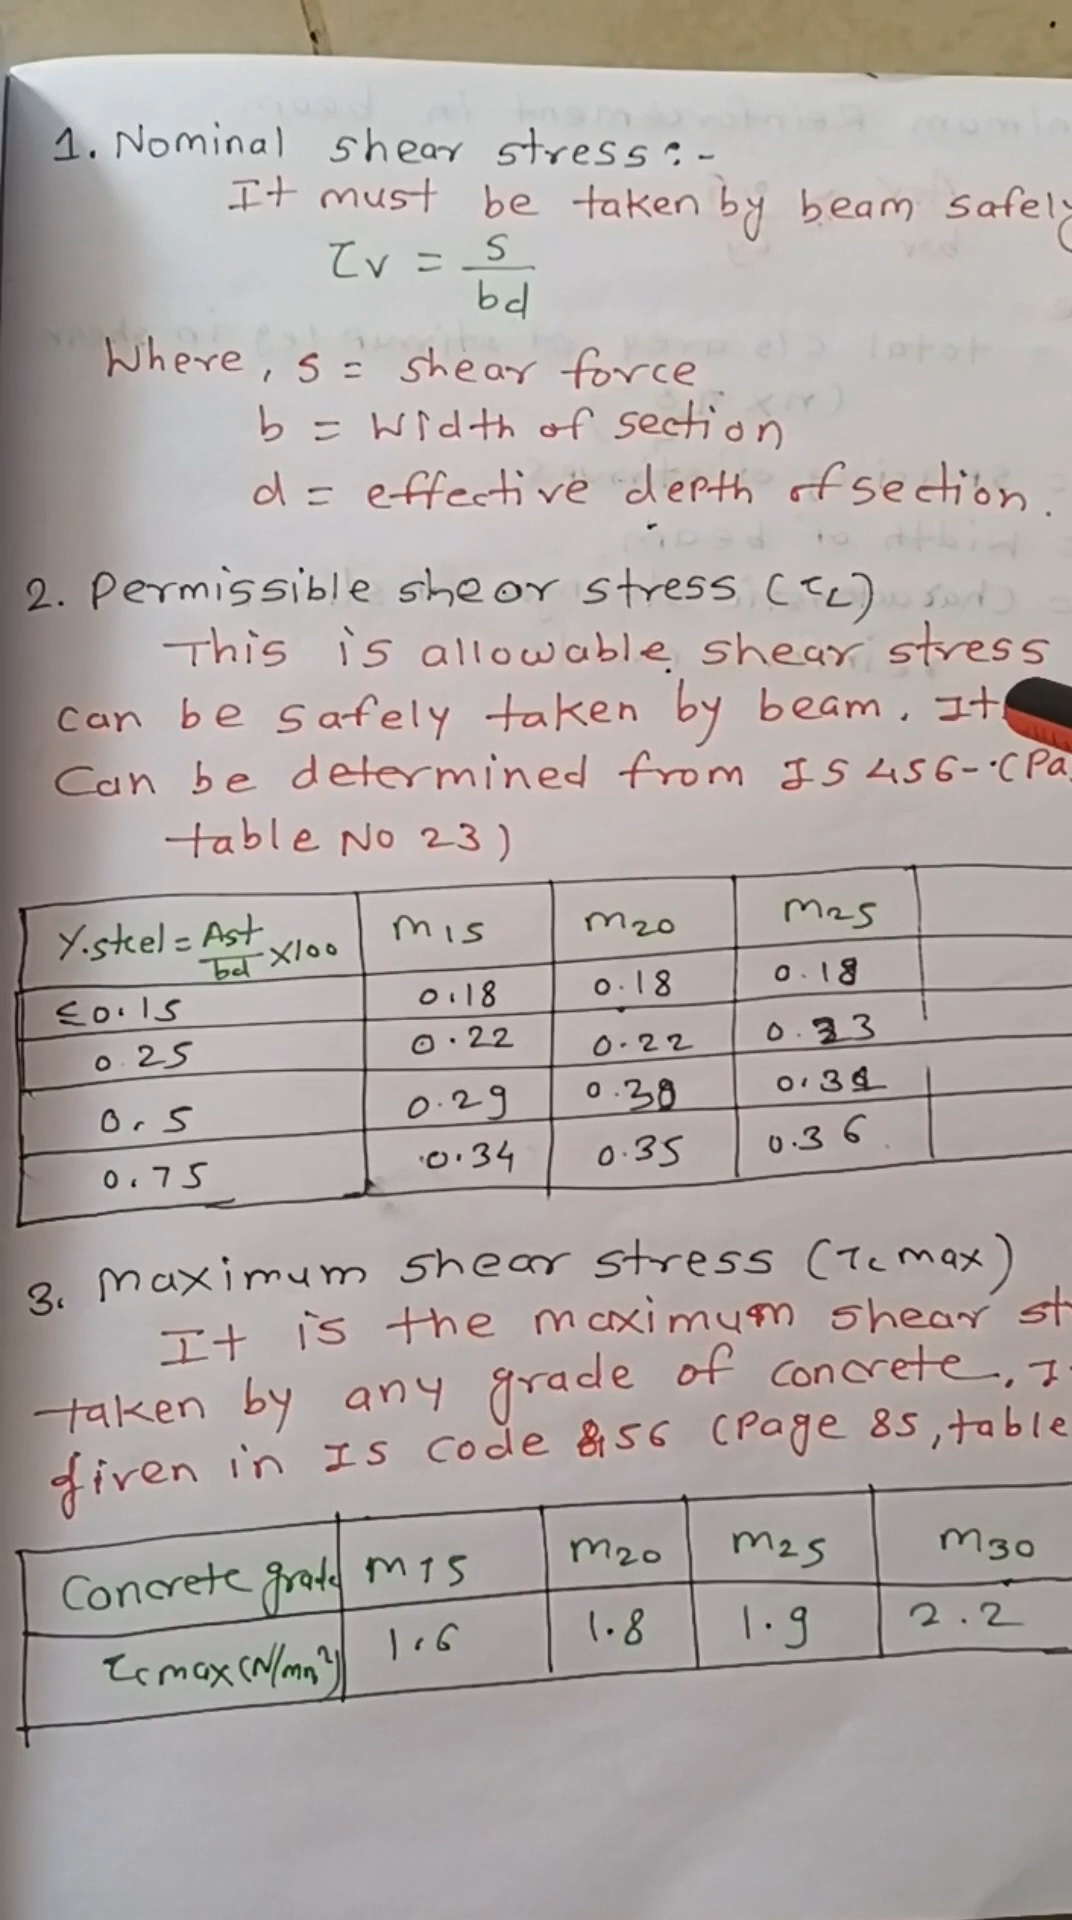 1. Nominal shear stress:-
It must be taken by beam safely
τv = S/bd
Where, s = shear force
b = width of section
d = effective depth of section.
2. Permissible shear stress (τc)
This is allowable shear stress
can be safely taken by beam. It
Can be determined from IS 456-(Pa
table No 23)
Y.steel = Ast/bd x100 M15 M20 M25
≤0.15 0.18 0.18 0.18
0.25 0.22 0.22 0.23
0.5 0.29 0.30
0.75 0.34 0.35 0.36
3. Maximum shear stress (τc max)
It is the maximum shear st
taken by any grade of concrete.
given in IS code 56 (Page 85, table
Concrete grade M15 M20 M25 M30
τc max (N/mm²) 1.6 1.8 1.9 2.2